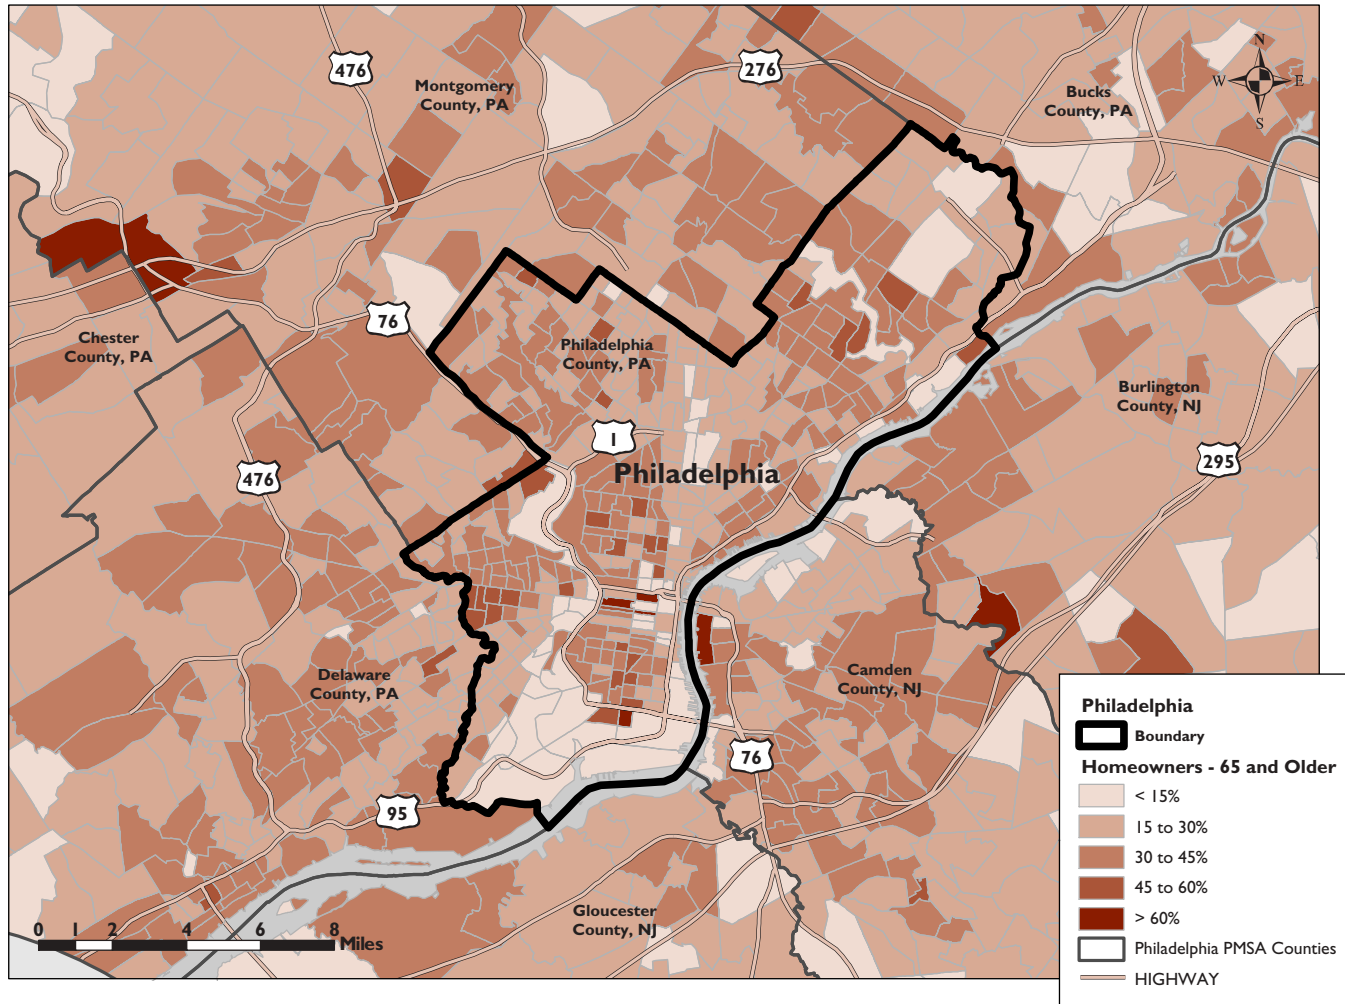 476
Montgomery
County, PA
276
Bucks
County, PA
N
W
E
S
76
Chester
County, PA
Philadelphia
County, PA
1
Burlington
County, NJ
Philadelphia
476
295
Delaware
County, PA
Camden
County, NJ
76
95
Gloucester
County, NJ
0 1 2 4 6 8
Miles
Philadelphia
Boundary
Homeowners - 65 and Older
< 15%
15 to 30%
30 to 45%
45 to 60%
> 60%
Philadelphia PMSA Counties
HIGHWAY